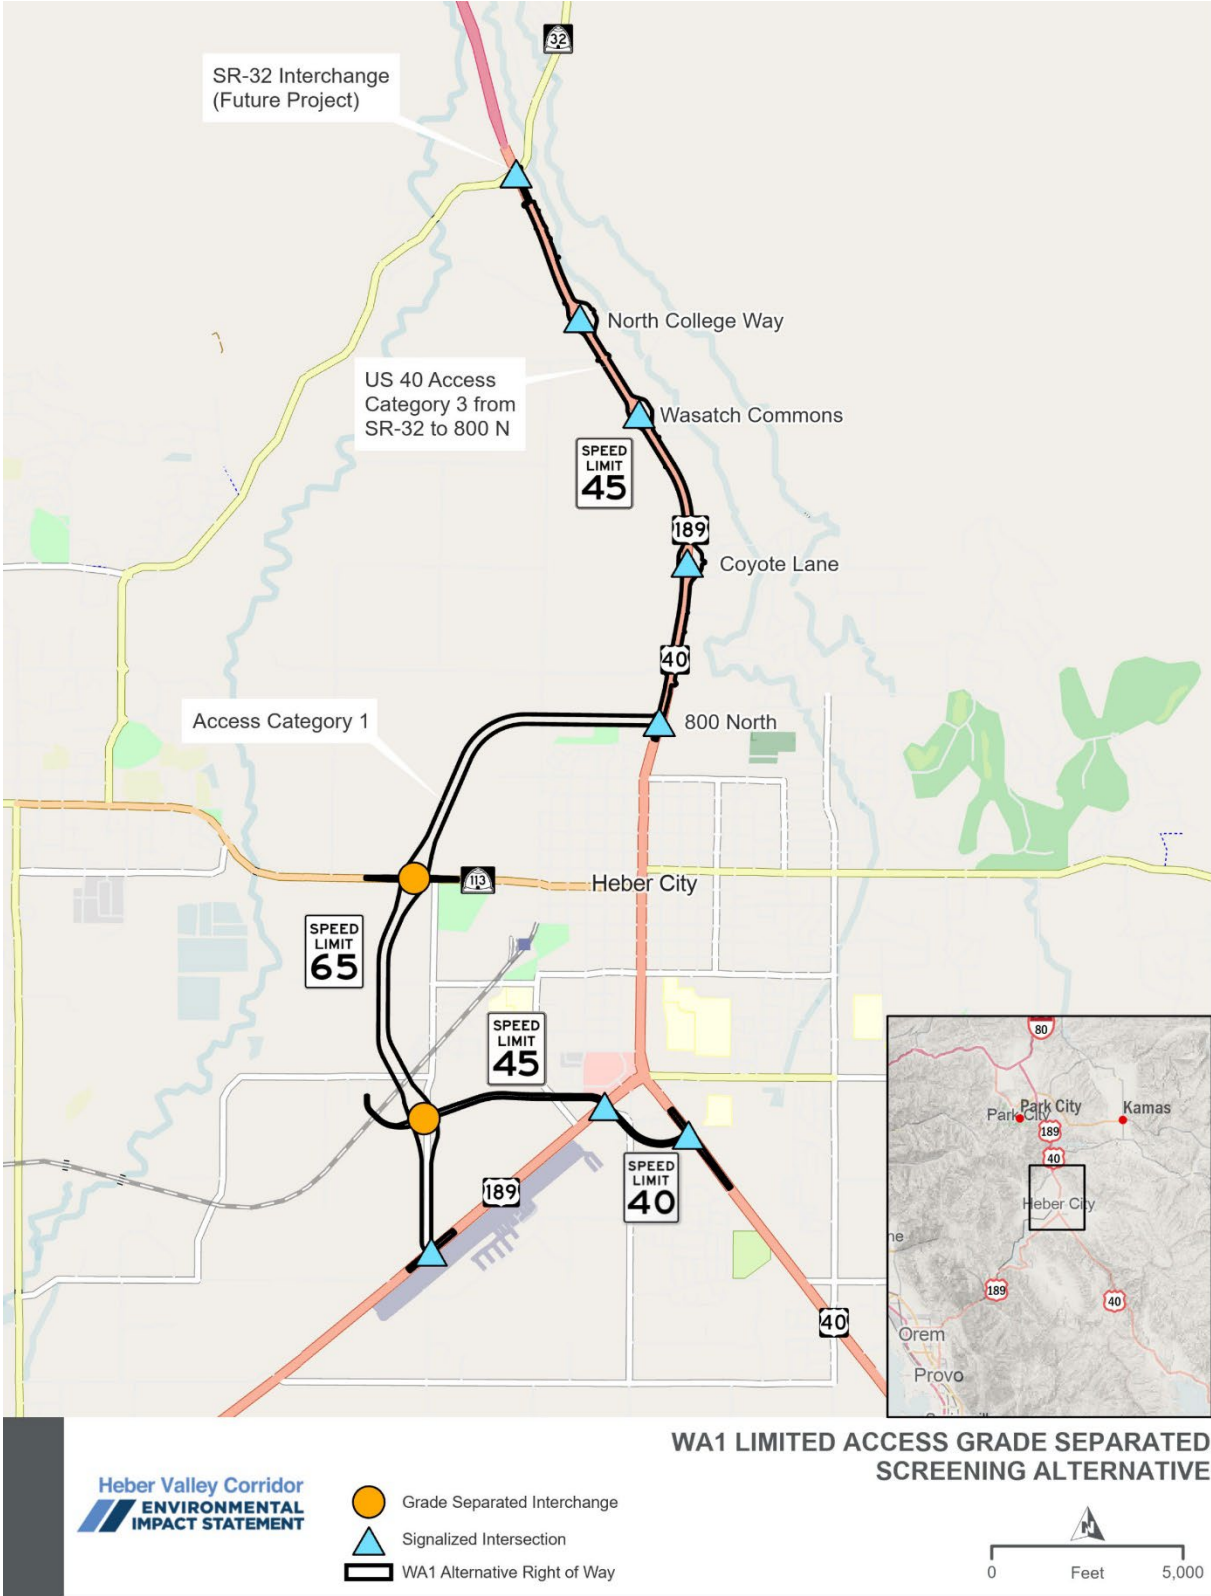 32
SR-32 Interchange
(Future Project)
North College Way
US 40 Access
Category 3 from
SR-32 to 800 N
Wasatch Commons
SPEED
LIMIT
45
189
Coyote Lane
40
Access Category 1
800 North
113
Heber City
SPEED
LIMIT
65
SPEED
LIMIT
45
SPEED
LIMIT
40
189
40
80
Park City
Park City
Kamas
189
40
Heber City
ne
189
40
Orem
Provo
WA1 LIMITED ACCESS GRADE SEPARATED
SCREENING ALTERNATIVE
Heber Valley Corridor
ENVIRONMENTAL
IMPACT STATEMENT
Grade Separated Interchange
Signalized Intersection
WA1 Alternative Right of Way
N
0 Feet 5,000